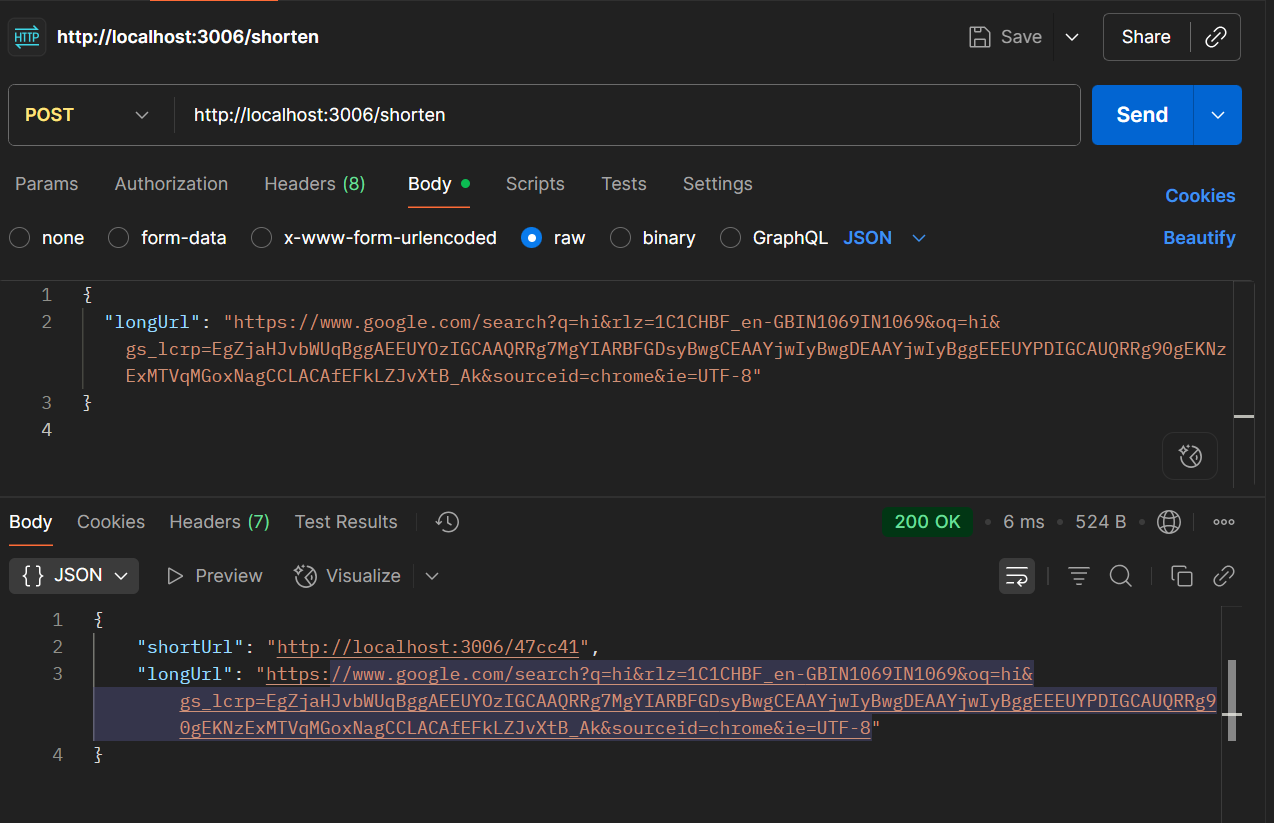 HTTP http://localhost:3006/shorten Save Share
POST http://localhost:3006/shorten Send
Params Authorization Headers (8) Body Scripts Tests Settings Cookies
none form-data x-www-form-urlencoded raw binary GraphQL JSON Beautify
1 {
2 "longUrl": "https://www.google.com/search?q=hi&rlz=1C1CHBF_en-GBIN1069IN1069&oq=hi&
gs_lcrp=EgZjaHJvbWUqBggAEEUYOzIGCAAQRRg7MgYIARBFGDsyBwgCEAAYjwIyBwgDEAAYjwIyBggEEEUYPDIGCAUQRRg90gEKNz
ExMTVqMGoxNagCCLACAfEFkLZJvXtB_Ak&sourceid=chrome&ie=UTF-8"
3 }
4
Body Cookies Headers (7) Test Results 200 OK 6 ms 524 B
{} JSON Preview Visualize
1 {
2 "shortUrl": "http://localhost:3006/47cc41",
3 "longUrl": "https://www.google.com/search?q=hi&rlz=1C1CHBF_en-GBIN1069IN1069&oq=hi&
gs_lcrp=EgZjaHJvbWUqBggAEEUYOzIGCAAQRRg7MgYIARBFGDsyBwgCEAAYjwIyBwgDEAAYjwIyBggEEEUYPDIGCAUQRRg9
0gEKNzExMTVqMGoxNagCCLACAfEFkLZJvXtB_Ak&sourceid=chrome&ie=UTF-8"
4 }